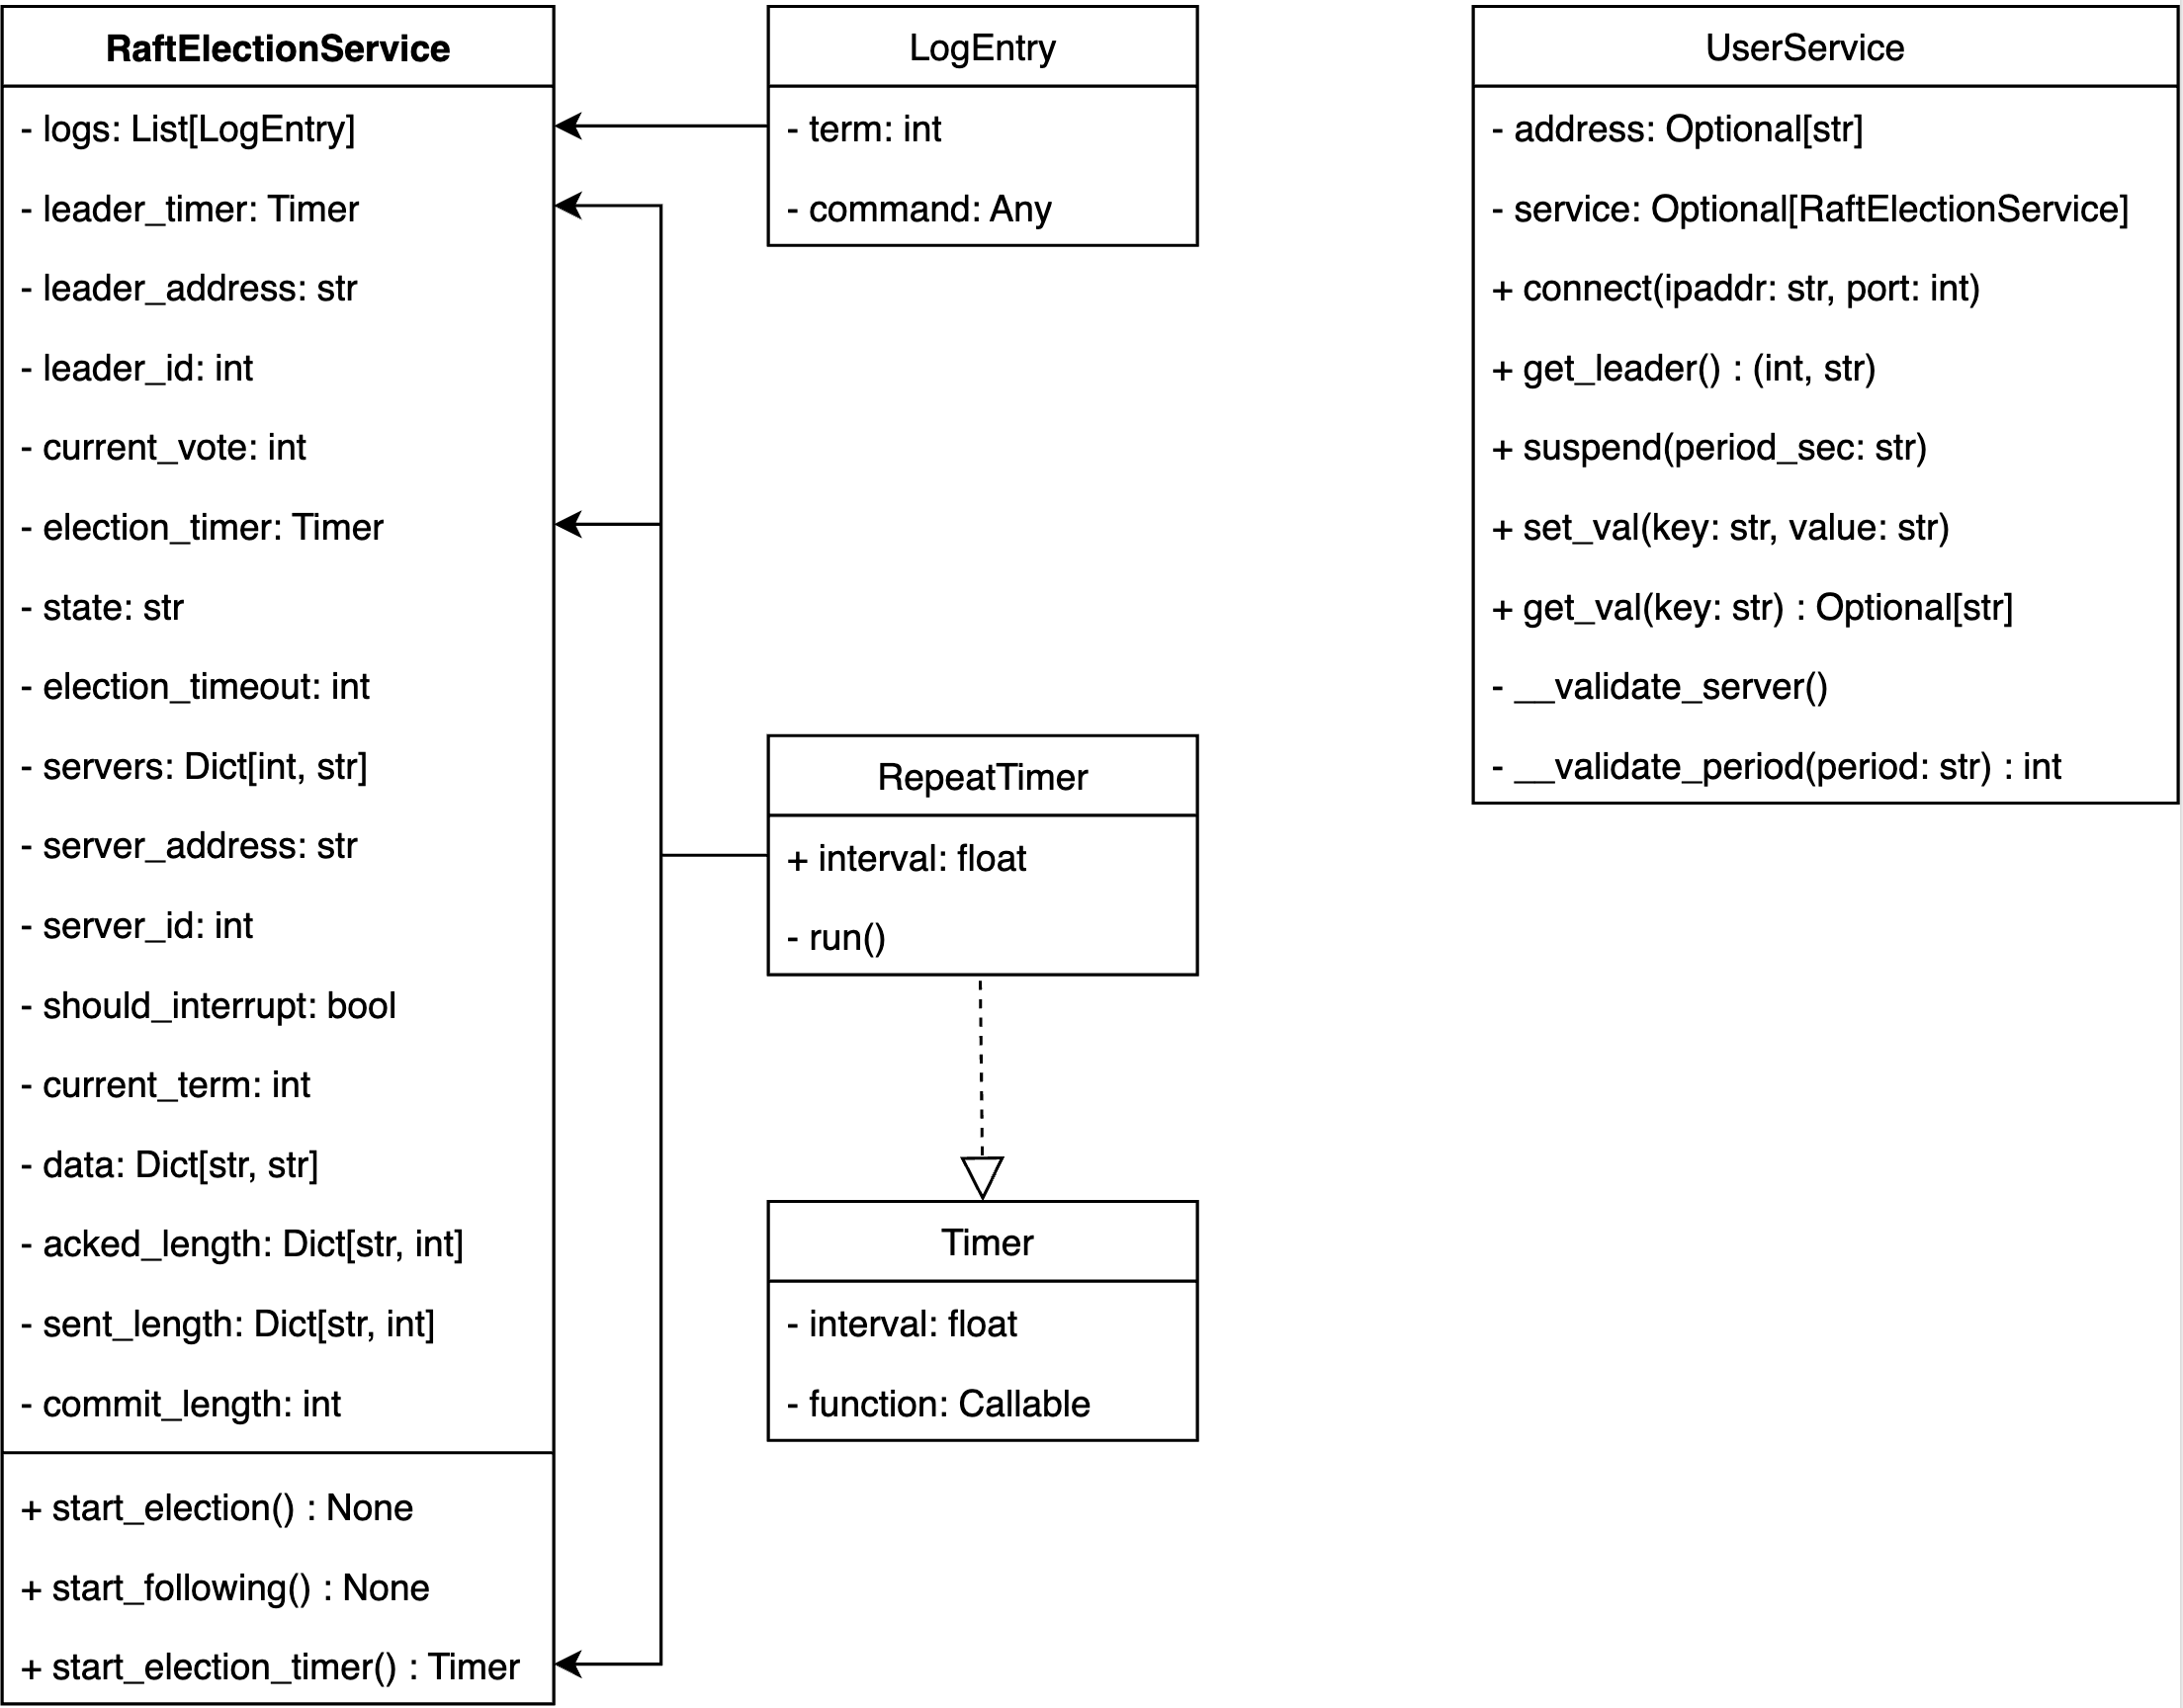 RaftElectionService
- logs: List[LogEntry]
- leader_timer: Timer
- leader_address: str
- leader_id: int
- current_vote: int
- election_timer: Timer
- state: str
- election_timeout: int
- servers: Dict[int, str]
- server_address: str
- server_id: int
- should_interrupt: bool
- current_term: int
- data: Dict[str, str]
- acked_length: Dict[str, int]
- sent_length: Dict[str, int]
- commit_length: int
+ start_election() : None
+ start_following() : None
+ start_election_timer() : Timer
LogEntry
- term: int
- command: Any
RepeatTimer
+ interval: float
- run()
Timer
- interval: float
- function: Callable
UserService
- address: Optional[str]
- service: Optional[RaftElectionService]
+ connect(ipaddr: str, port: int)
+ get_leader() : (int, str)
+ suspend(period_sec: str)
+ set_val(key: str, value: str)
+ get_val(key: str) : Optional[str]
- __validate_server()
- __validate_period(period: str) : int